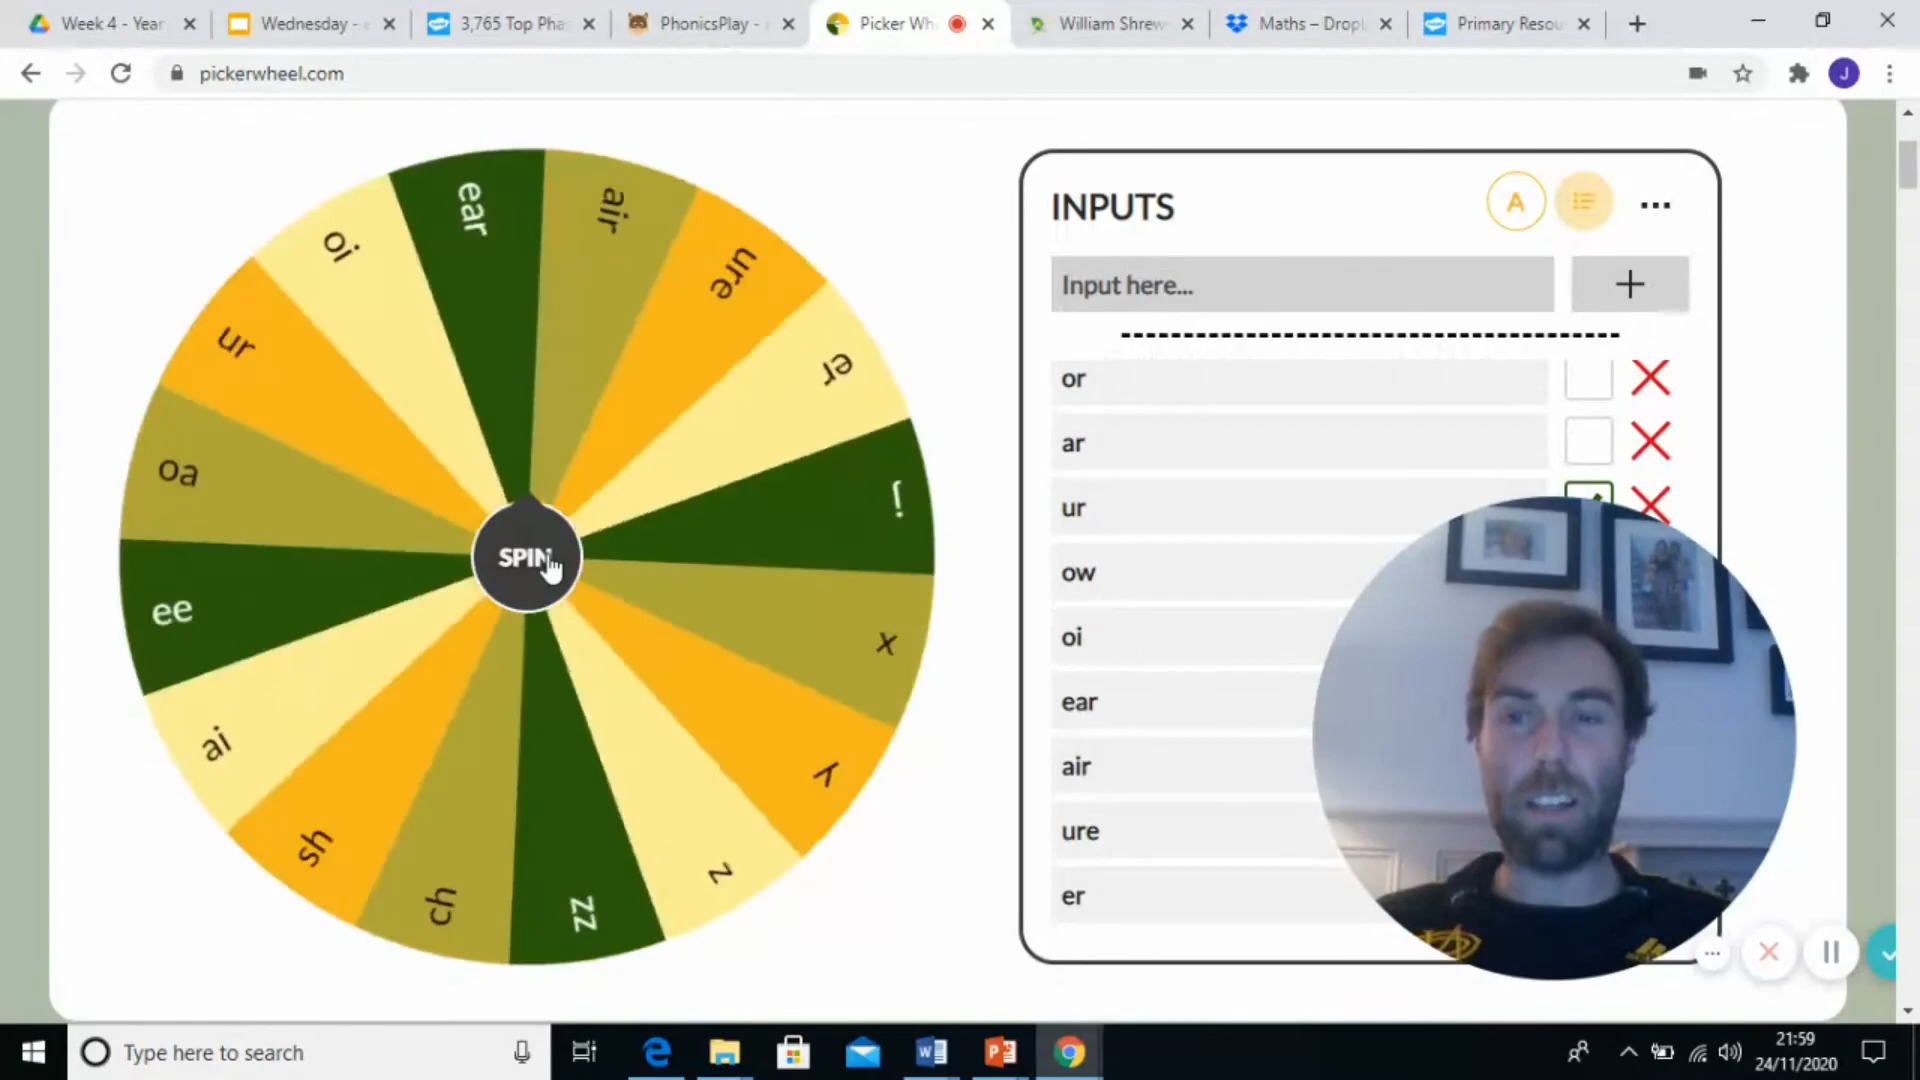 Week 4 - Year
Wednesday - e
3,765 Top Pha
PhonicsPlay -
Picker Wh
William Shrew
Maths – Drop
Primary Resou
pickerwheel.com
J
ear
air
ure
er
j
x
y
z
zz
ch
sh
ai
ee
oa
ur
oi
SPIN
INPUTS
A
Input here...
or
ar
ur
ow
oi
ear
air
ure
er
Type here to search
21:59
24/11/2020